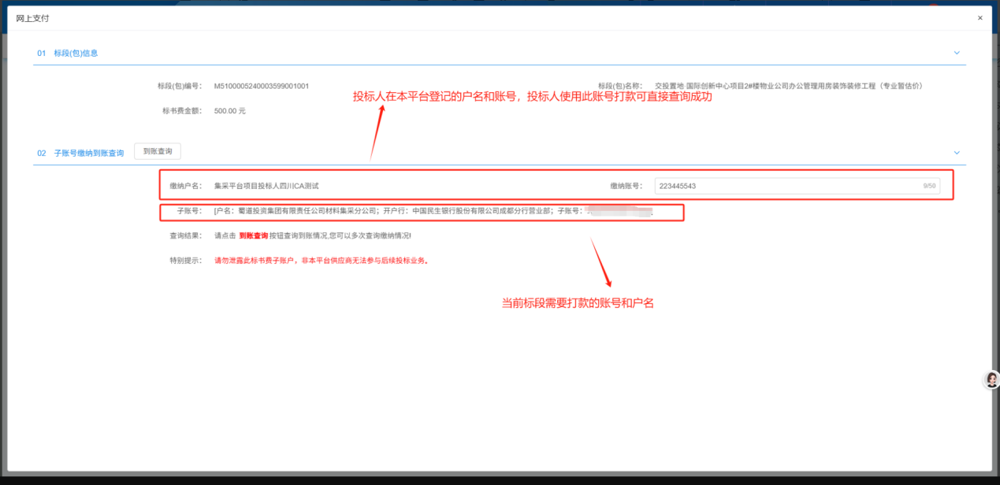 网上支付
×
01 标段(包)信息
标段(包)编号： M5100005240003599001001 标段(包)名称： 交投置地·国际创新中心项目2#楼物业公司办公管理用房装饰装修工程（专业暂估价）
投标人在本平台登记的户名和账号，投标人使用此账号打款可直接查询成功
标书费金额： 500.00 元
02 子账号缴纳到账查询 到账查询
缴纳户名： 集采平台项目投标人四川CA测试 缴纳账号： 223445543 9/50
子账号： [户名：蜀道投资集团有限责任公司材料集采分公司；开户行：中国民生银行股份有限公司成都分行营业部；子账号：
查询结果： 请点击 到账查询 按钮查询到账情况,您可以多次查询缴纳情况!
特别提示： 请勿泄露此标书费子账户，非本平台供应商无法参与后续投标业务。
当前标段需要打款的账号和户名